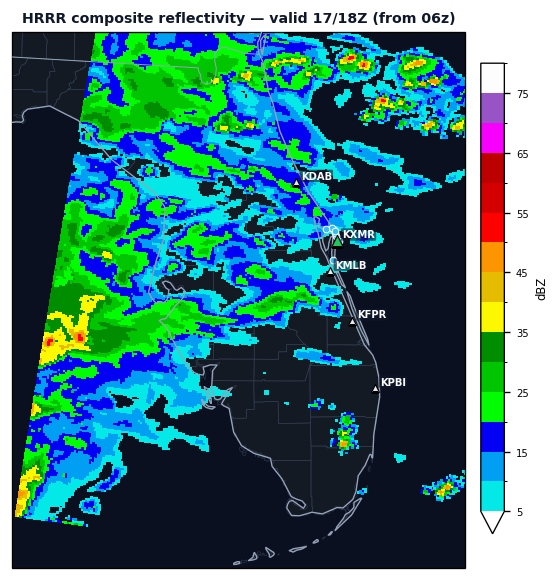 HRRR composite reflectivity — valid 17/18Z (from 06z)
KDAB
KXMR
KMLB
KFPR
KPBI
75
65
55
45
35
25
15
5
dBZ